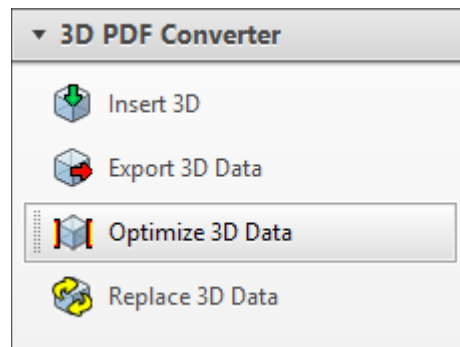 3D PDF Converter
Insert 3D
Export 3D Data
Optimize 3D Data
Replace 3D Data